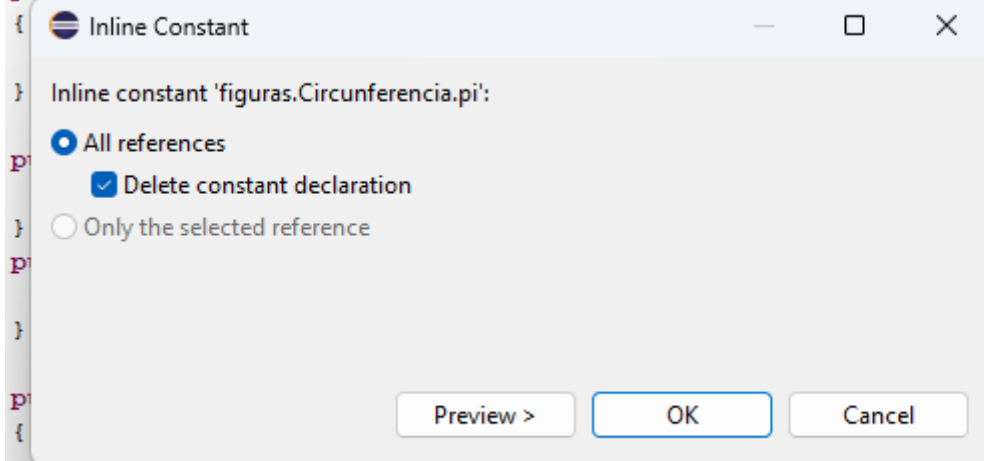 {
Inline Constant
}
Inline constant 'figuras.Circunferencia.pi':
All references
Delete constant declaration
}
Only the selected reference
}
Preview >
OK
Cancel
{